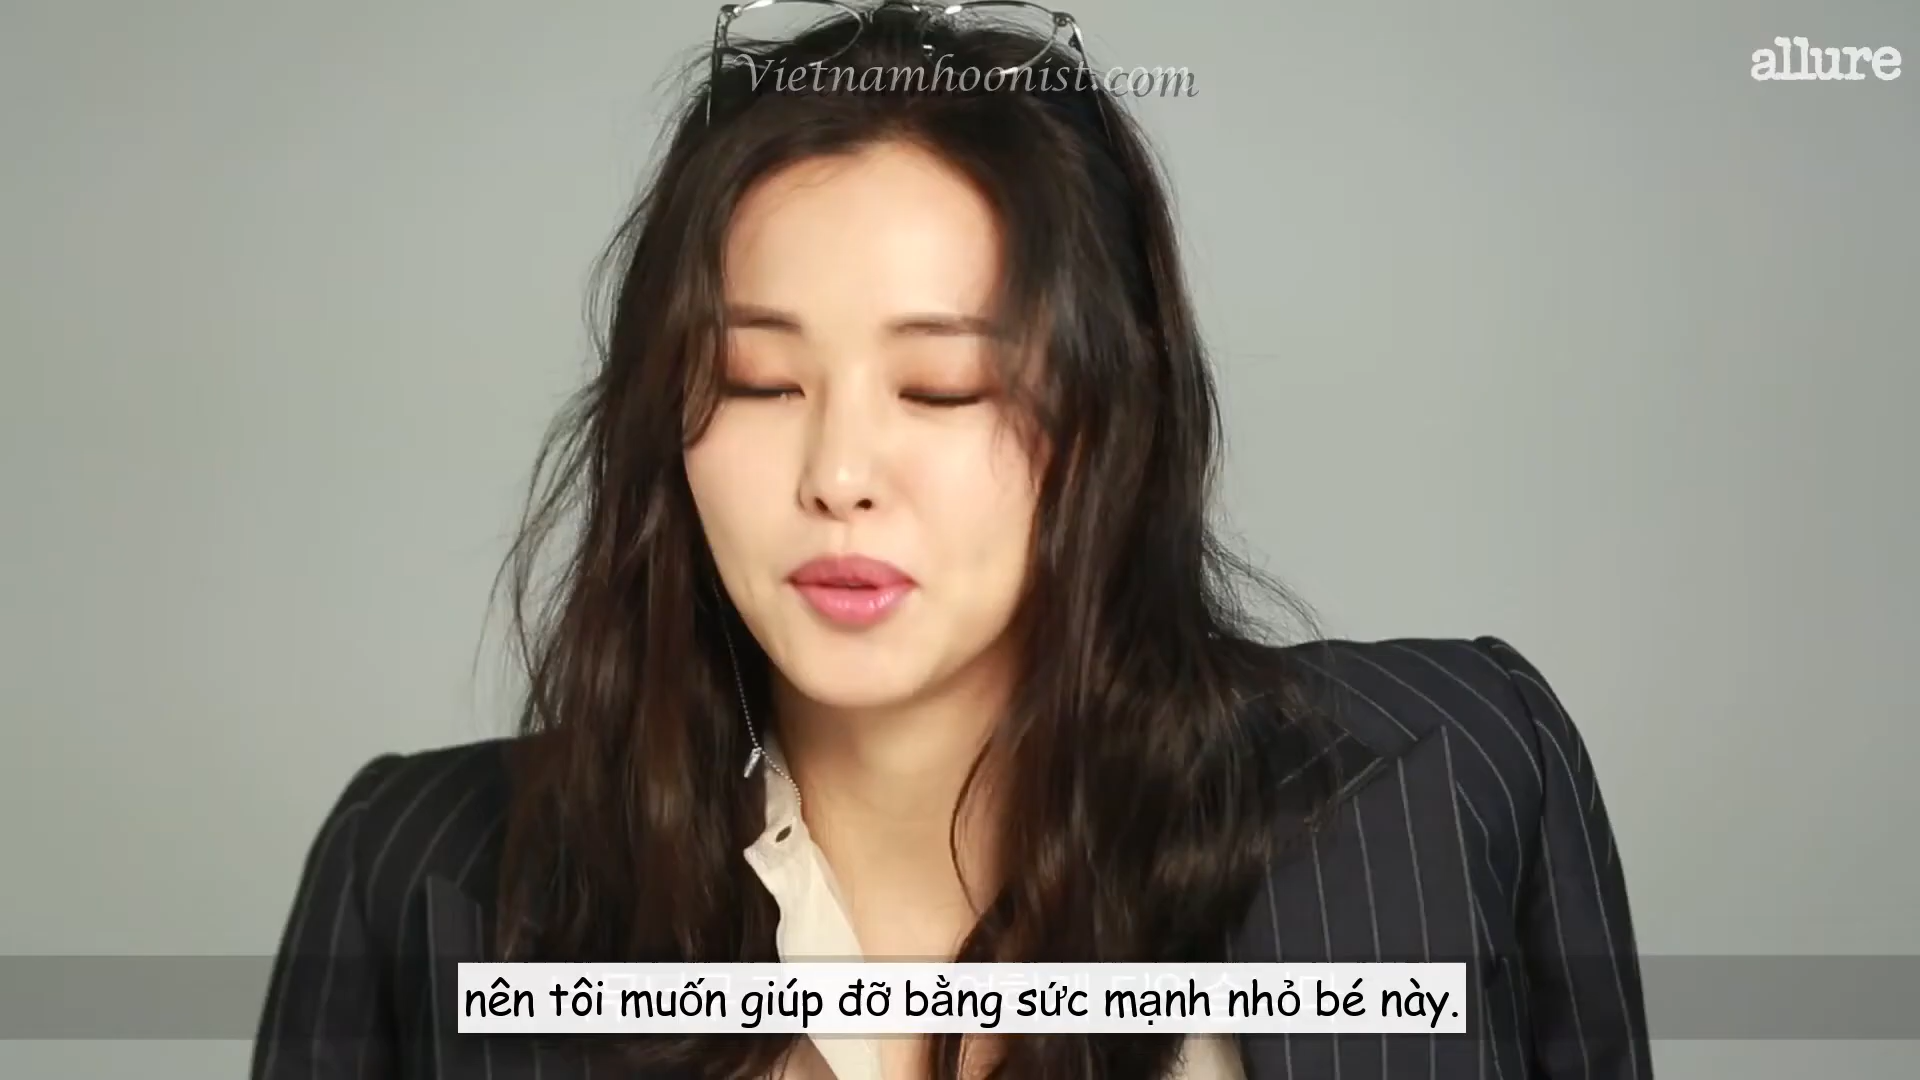 allure
Vietnamhoonist.com
nên tôi muốn giúp đỡ bằng sức mạnh nhỏ bé này.